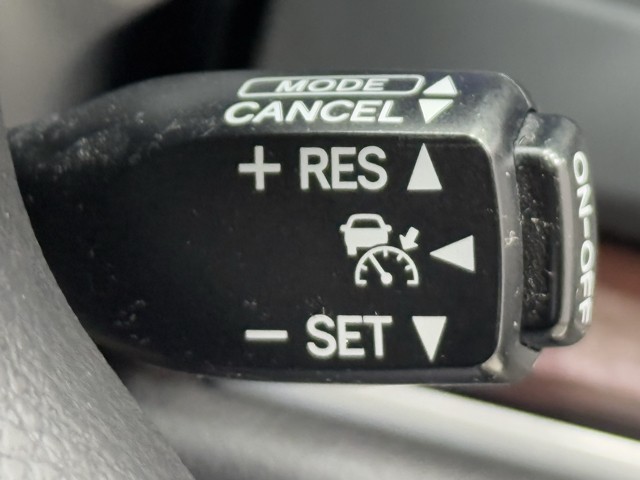 MODE
CANCEL
+ RES
- SET
ON-OFF